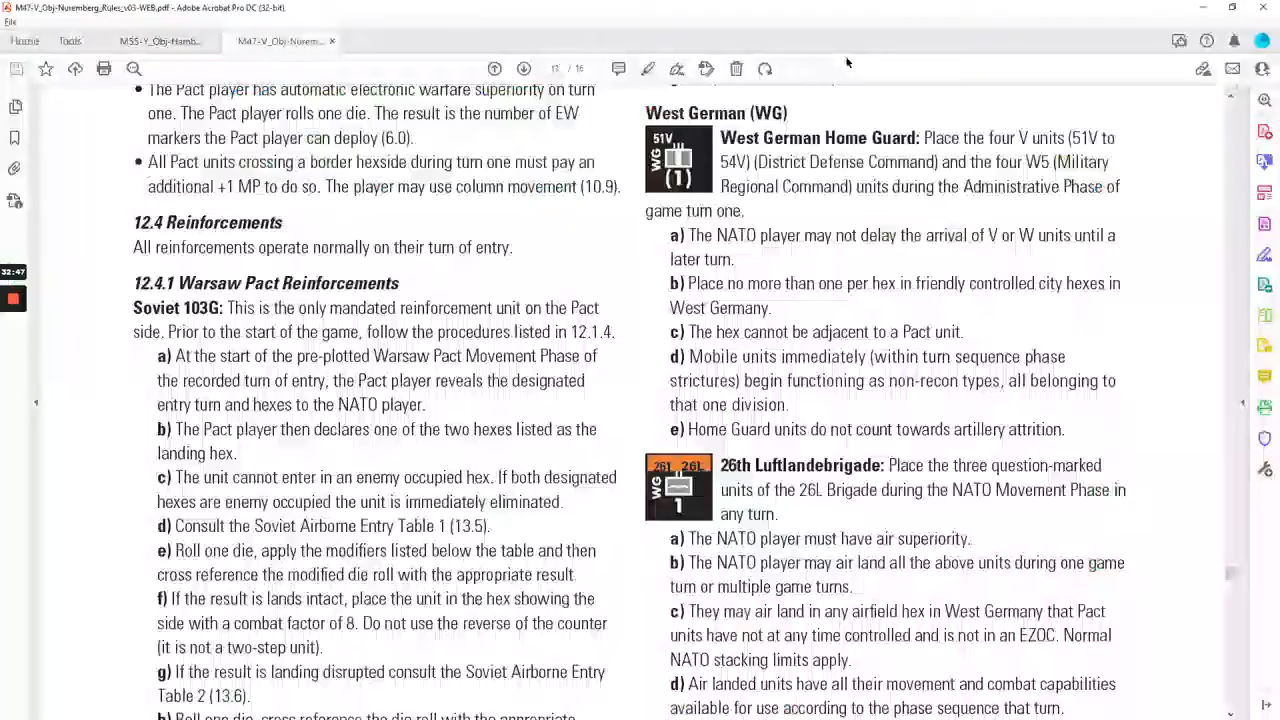 M47-V_Obj-Nuremberg_Rules_v03-WEB.pdf - Adobe Acrobat Pro DC (32-bit)
File
Home
Tools
M55-Y_Obj-Hamb...
M47-V_Obj-Nurem... ×
13 / 16
32:47
• The Pact player has automatic electronic warfare superiority on turn
one. The Pact player rolls one die. The result is the number of EW
markers the Pact player can deploy (6.0).
• All Pact units crossing a border hexside during turn one must pay an
additional +1 MP to do so. The player may use column movement (10.9).
12.4 Reinforcements
All reinforcements operate normally on their turn of entry.
12.4.1 Warsaw Pact Reinforcements
Soviet 103G: This is the only mandated reinforcement unit on the Pact
side. Prior to the start of the game, follow the procedures listed in 12.1.4.
a) At the start of the pre-plotted Warsaw Pact Movement Phase of
the recorded turn of entry, the Pact player reveals the designated
entry turn and hexes to the NATO player.
b) The Pact player then declares one of the two hexes listed as the
landing hex.
c) The unit cannot enter in an enemy occupied hex. If both designated
hexes are enemy occupied the unit is immediately eliminated.
d) Consult the Soviet Airborne Entry Table 1 (13.5).
e) Roll one die, apply the modifiers listed below the table and then
cross reference the modified die roll with the appropriate result.
f) If the result is lands intact, place the unit in the hex showing the
side with a combat factor of 8. Do not use the reverse of the counter
(it is not a two-step unit).
g) If the result is landing disrupted consult the Soviet Airborne Entry
Table 2 (13.6).
h) Roll one die, cross reference the die roll with the appropriate
West German (WG)
51V
WG
(1)
West German Home Guard: Place the four V units (51V to
54V) (District Defense Command) and the four W5 (Military
Regional Command) units during the Administrative Phase of
game turn one.
a) The NATO player may not delay the arrival of V or W units until a
later turn.
b) Place no more than one per hex in friendly controlled city hexes in
West Germany.
c) The hex cannot be adjacent to a Pact unit.
d) Mobile units immediately (within turn sequence phase
strictures) begin functioning as non-recon types, all belonging to
that one division.
e) Home Guard units do not count towards artillery attrition.
26L 26L
WG
1
26th Luftlandebrigade: Place the three question-marked
units of the 26L Brigade during the NATO Movement Phase in
any turn.
a) The NATO player must have air superiority.
b) The NATO player may air land all the above units during one game
turn or multiple game turns.
c) They may air land in any airfield hex in West Germany that Pact
units have not at any time controlled and is not in an EZOC. Normal
NATO stacking limits apply.
d) Air landed units have all their movement and combat capabilities
available for use according to the phase sequence that turn.